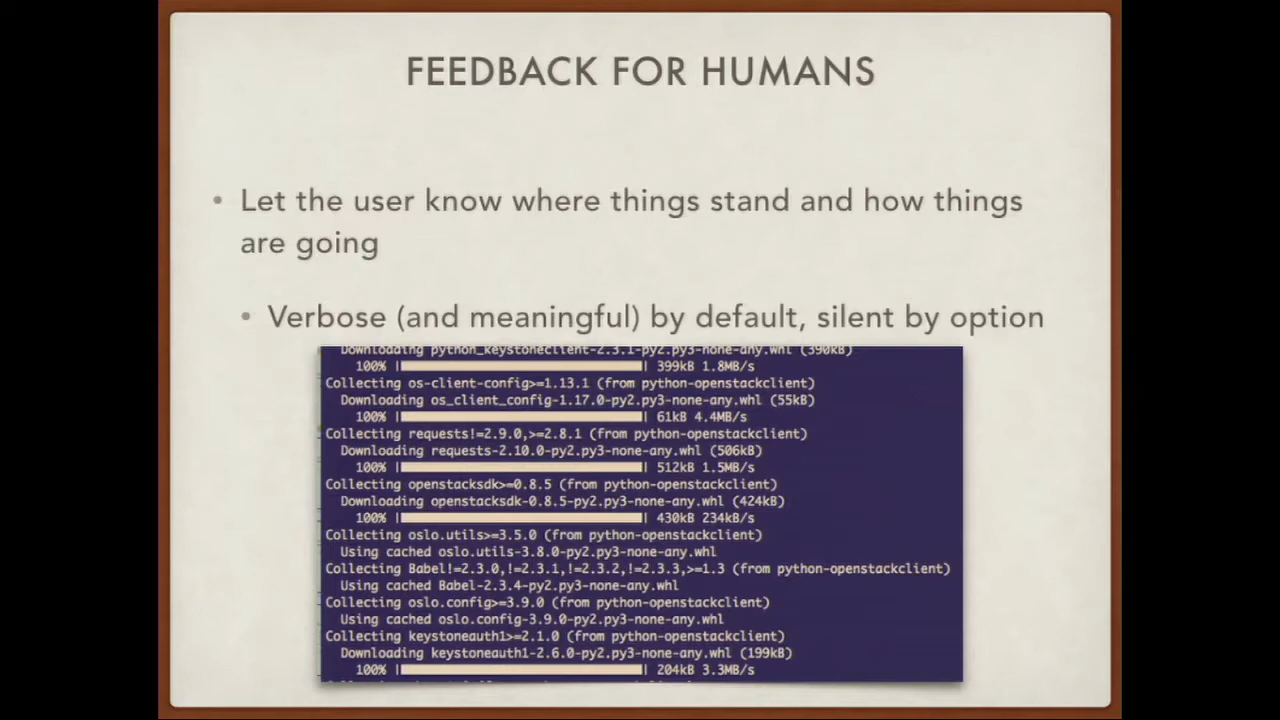 FEEDBACK FOR HUMANS
• Let the user know where things stand and how things
are going
• Verbose (and meaningful) by default, silent by option
Downloading python_keystoneclient-2.3.1-py2.py3-none-any.whl (390kB)
100% |████████████████████████████████| 399kB 1.8MB/s
Collecting os-client-config>=1.13.1 (from python-openstackclient)
Downloading os_client_config-1.17.0-py2.py3-none-any.whl (55kB)
100% |████████████████████████████████| 61kB 4.4MB/s
Collecting requests!=2.9.0,>=2.8.1 (from python-openstackclient)
Downloading requests-2.10.0-py2.py3-none-any.whl (506kB)
100% |████████████████████████████████| 512kB 1.5MB/s
Collecting openstacksdk>=0.8.5 (from python-openstackclient)
Downloading openstacksdk-0.8.5-py2.py3-none-any.whl (424kB)
100% |████████████████████████████████| 430kB 234kB/s
Collecting oslo.utils>=3.5.0 (from python-openstackclient)
Using cached oslo.utils-3.8.0-py2.py3-none-any.whl
Collecting Babel!=2.3.0,!=2.3.1,!=2.3.2,!=2.3.3,>=1.3 (from python-openstackclient)
Using cached Babel-2.3.4-py2.py3-none-any.whl
Collecting oslo.config>=3.9.0 (from python-openstackclient)
Using cached oslo.config-3.9.0-py2.py3-none-any.whl
Collecting keystoneauth1>=2.1.0 (from python-openstackclient)
Downloading keystoneauth1-2.6.0-py2.py3-none-any.whl (199kB)
100% |████████████████████████████████| 204kB 3.3MB/s